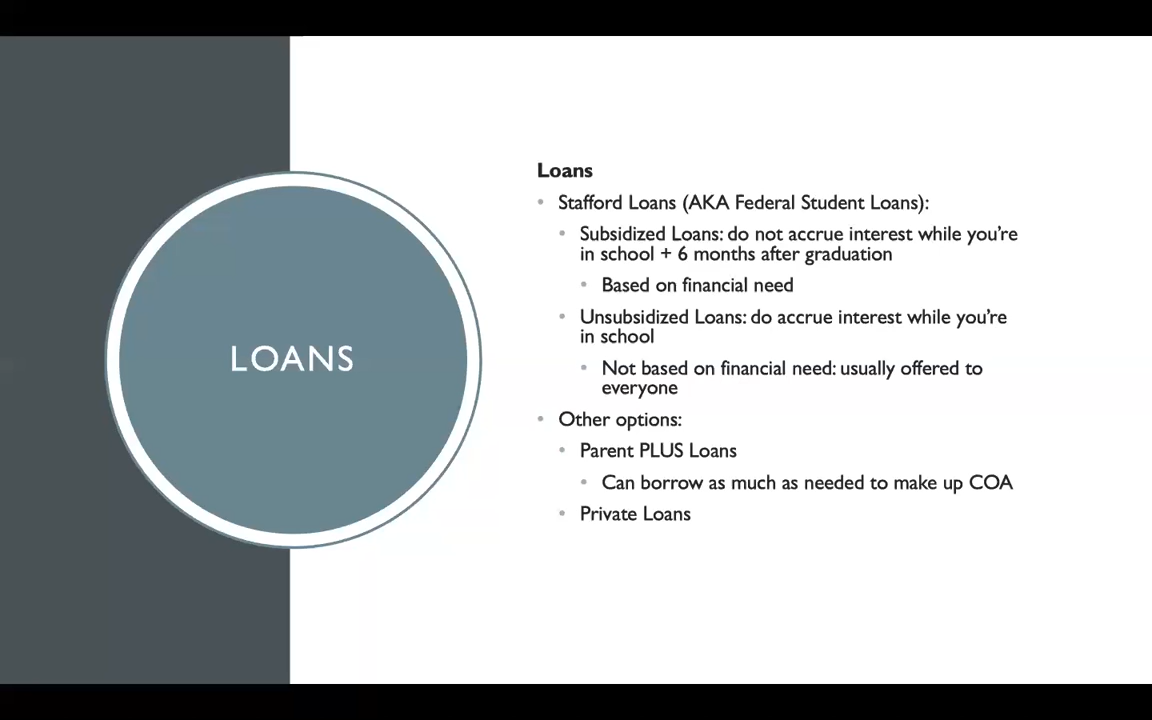 LOANS
Loans
• Stafford Loans (AKA Federal Student Loans):
• Subsidized Loans: do not accrue interest while you're
in school + 6 months after graduation
• Based on financial need
• Unsubsidized Loans: do accrue interest while you're
in school
• Not based on financial need: usually offered to
everyone
• Other options:
• Parent PLUS Loans
• Can borrow as much as needed to make up COA
• Private Loans